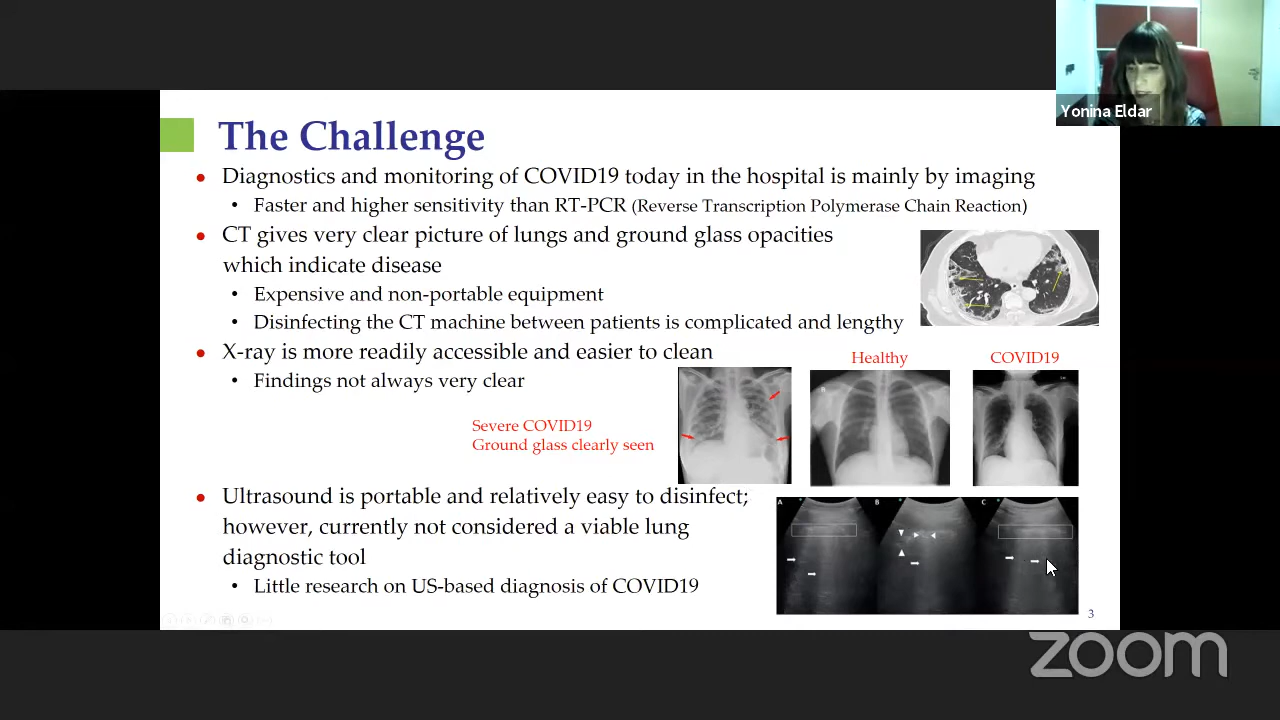 Yonina Eldar
The Challenge
• Diagnostics and monitoring of COVID19 today in the hospital is mainly by imaging
• Faster and higher sensitivity than RT-PCR (Reverse Transcription Polymerase Chain Reaction)
• CT gives very clear picture of lungs and ground glass opacities
which indicate disease
• Expensive and non-portable equipment
• Disinfecting the CT machine between patients is complicated and lengthy
• X-ray is more readily accessible and easier to clean
• Findings not always very clear
Healthy
COVID19
Severe COVID19
Ground glass clearly seen
• Ultrasound is portable and relatively easy to disinfect;
however, currently not considered a viable lung
diagnostic tool
• Little research on US-based diagnosis of COVID19
A
B
C
3
zoom